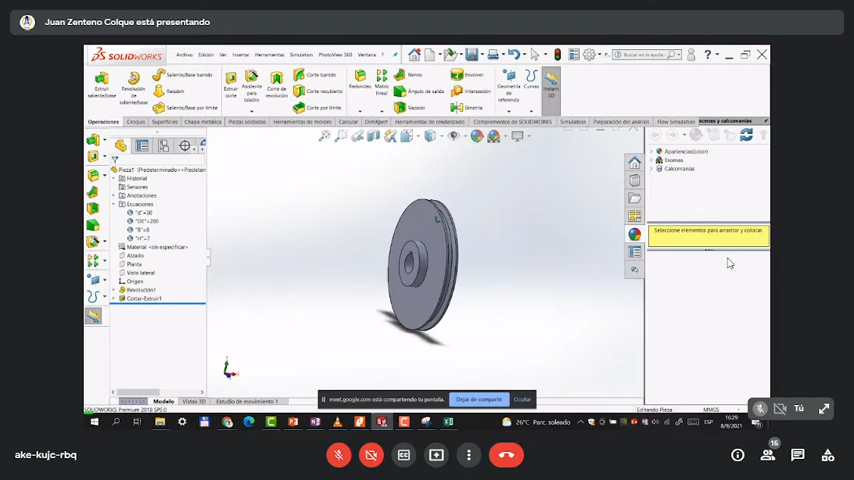 Juan Zenteno Colque está presentando
SOLIDWORKS
Archivo Edición Ver Insertar Herramientas Simulation PhotoView 360 Ventana ?
Extruir saliente/base
Revolución de saliente/base
Saliente/Base barrido
Recubrir
Saliente/Base por límite
Extruir corte
Asistente para taladro
Corte de revolución
Corte barrido
Corte recubierto
Corte por límite
Redondeo
Matriz lineal
Nervio
Ángulo de salida
Vaciado
Envolver
Intersección
Simetría
Geometría de referencia
Curvas
Instant 3D
Operaciones Croquis Superficies Chapa metálica Piezas soldadas Herramientas de moldes Calcular DimXpert Herramientas de renderizado Complementos de SOLIDWORKS Simulation Preparación del análisis Flow Simulation
Pieza1 (Predeterminado<<Predeterm
Historial
Sensores
Anotaciones
Ecuaciones
"d"=30
"DE"=200
"B"=8
"H"=7
Material <sin especificar>
Alzado
Planta
Vista lateral
Origen
Revolución1
Cortar-Extruir1
Apariencias(color)
Escenas
Calcomanías
Seleccione elementos para arrastrar y colocar.
Modelo Vistas 3D Estudio de movimiento 1
SOLIDWORKS Premium 2018 SP5.0
Editando Pieza MMGS
meet.google.com está compartiendo tu pantalla. Dejar de compartir Ocultar
26°C Parc. soleado
ESP
16:29
8/8/2021
Tú
ake-kujc-rbq
15